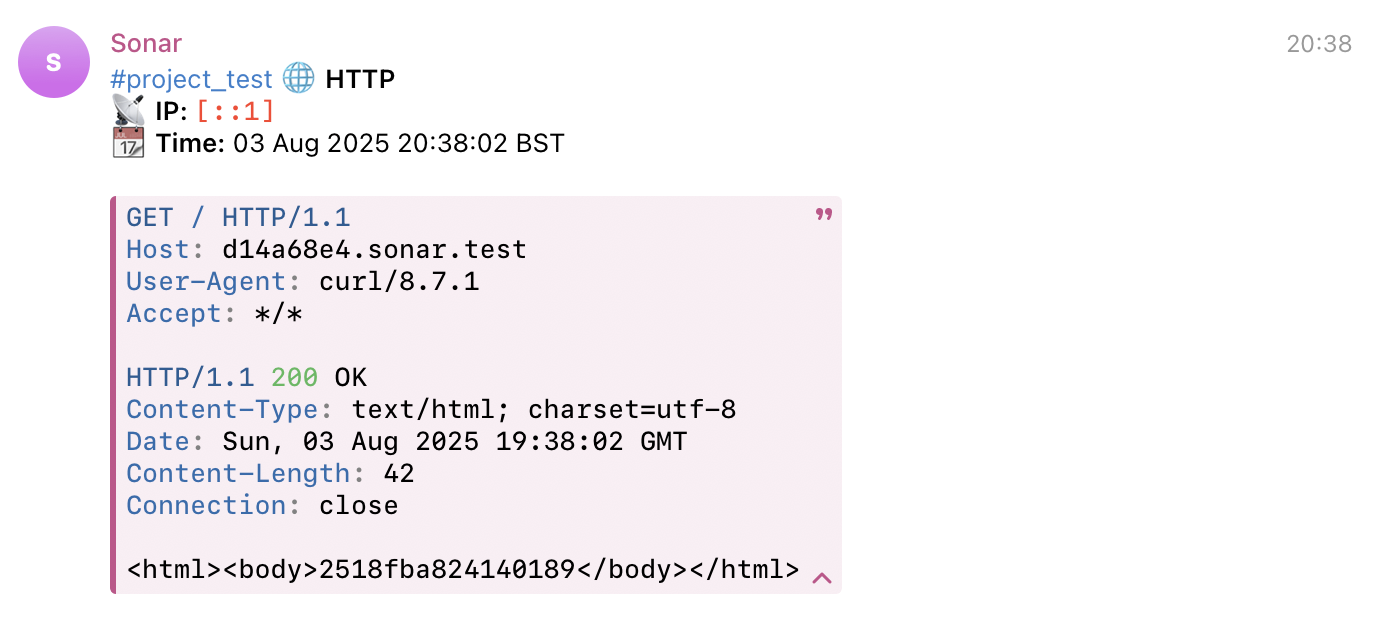 S
Sonar
20:38
#project_test 🌐 HTTP
📡 IP: [::1]
📆 Time: 03 Aug 2025 20:38:02 BST
GET / HTTP/1.1
Host: d14a68e4.sonar.test
User-Agent: curl/8.7.1
Accept: */*
HTTP/1.1 200 OK
Content-Type: text/html; charset=utf-8
Date: Sun, 03 Aug 2025 19:38:02 GMT
Content-Length: 42
Connection: close
<html><body>2518fba824140189</body></html>